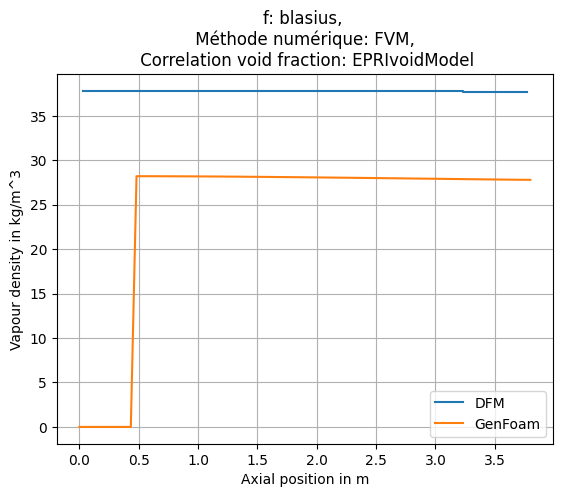 f: blasius,
Méthode numérique: FVM,
Correlation void fraction: EPRIvoidModel
Vapour density in kg/m^3
35
30
25
20
15
10
5
0
0.0 0.5 1.0 1.5 2.0 2.5 3.0 3.5
Axial position in m
DFM
GenFoam